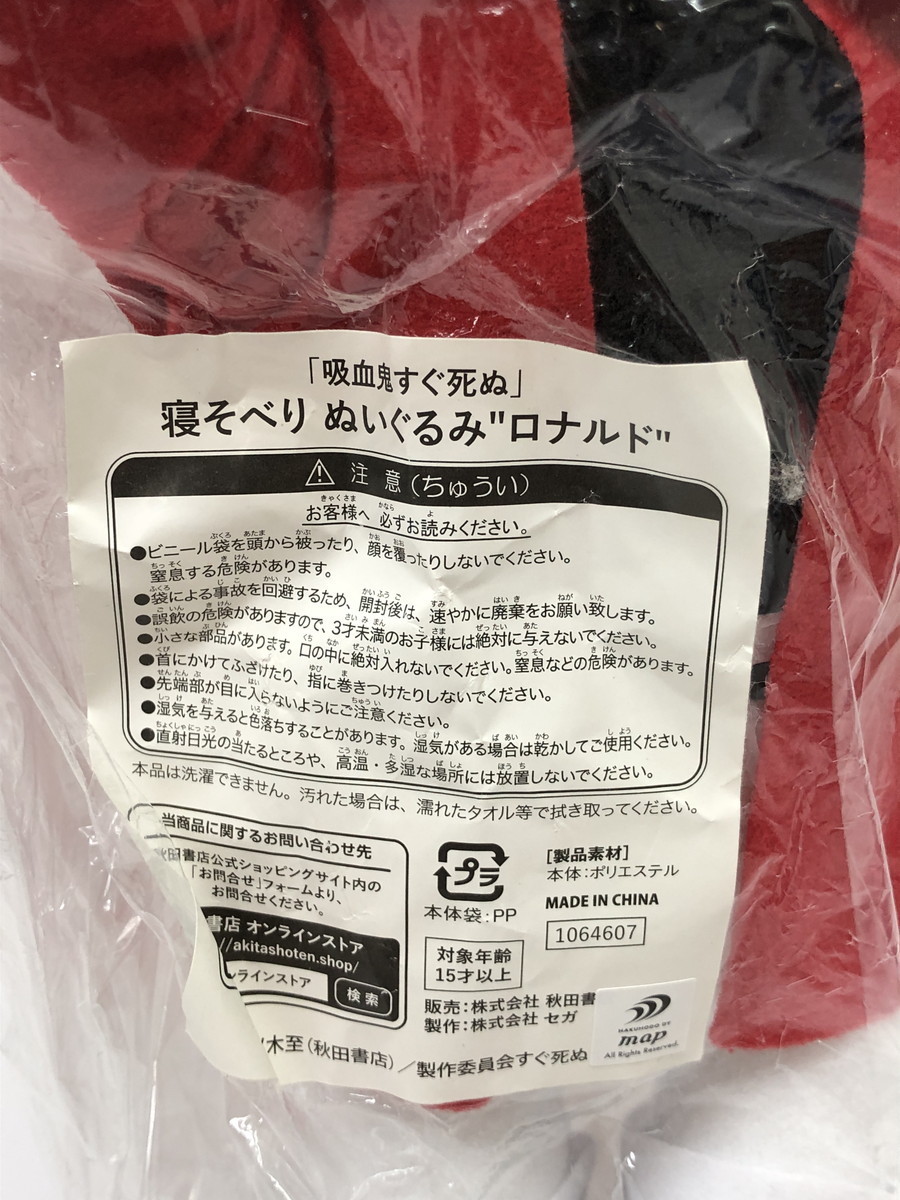 「吸血鬼すぐ死ぬ」
寝そべり ぬいぐるみ"ロナルド"
注 意 (ちゅうい)
お客様へ 必ずお読みください。
●ビニール袋を頭から被ったり、顔を覆ったりしないでください。
窒息する危険があります。
●袋による事故を回避するため、開封後は、速やかに廃棄をお願い致します。
●誤飲の危険がありますので、3才未満のお子様には絶対に与えないでください。
●小さな部品があります。口の中に絶対入れないでください。窒息などの危険があります。
●首にかけてふざけたり、指に巻きつけたりしないでください。
●先端部が目に入らないようにご注意ください。
●湿気を与えると色落ちすることがあります。湿気がある場合は乾かしてご使用ください。
●直射日光の当たるところや、高温・多湿な場所には放置しないでください。
本品は洗濯できません。汚れた場合は、濡れたタオル等で拭き取ってください。
当商品に関するお問い合わせ先
秋田書店公式ショッピングサイト内の
「お問合せ」フォームより、
お問合せください。
書店 オンラインストア
//akitashoten.shop/
ンラインストア
検 索
プラ
本体袋:PP
対象年齢
15才以上
[製品素材]
本体:ポリエステル
MADE IN CHINA
1064607
販売:株式会社 秋田書
製作:株式会社 セガ
木至(秋田書店)/製作委員会すぐ死ぬ
HAKUHODO DY
map
All Rights Reserved.